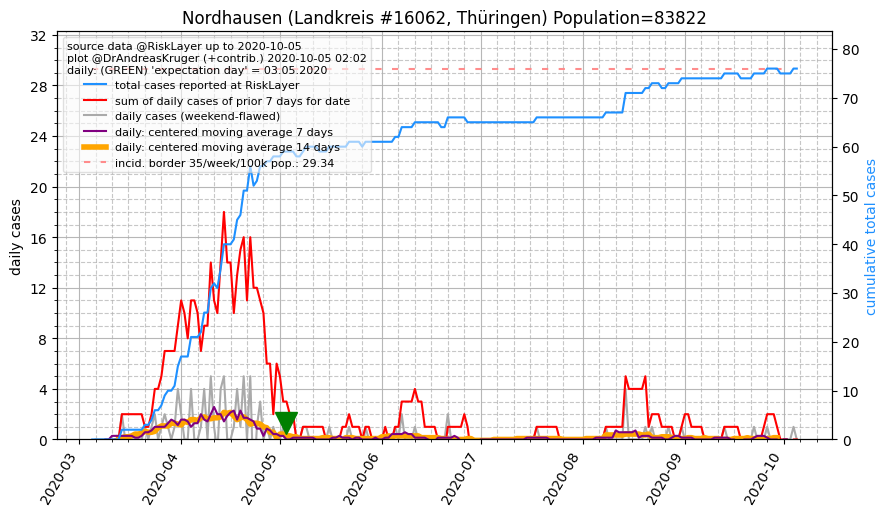 Nordhausen (Landkreis #16062, Thüringen) Population=83822
source data @RiskLayer up to 2020-10-05
plot @DrAndreasKruger (+contrib.) 2020-10-05 02:02
daily: (GREEN) 'expectation day' = 03.05.2020
total cases reported at RiskLayer
sum of daily cases of prior 7 days for date
daily cases (weekend-flawed)
daily: centered moving average 7 days
daily: centered moving average 14 days
incid. border 35/week/100k pop.: 29.34
daily cases
32
28
24
20
16
12
8
4
0
cumulative total cases
80
70
60
50
40
30
20
10
0
2020-03
2020-04
2020-05
2020-06
2020-07
2020-08
2020-09
2020-10